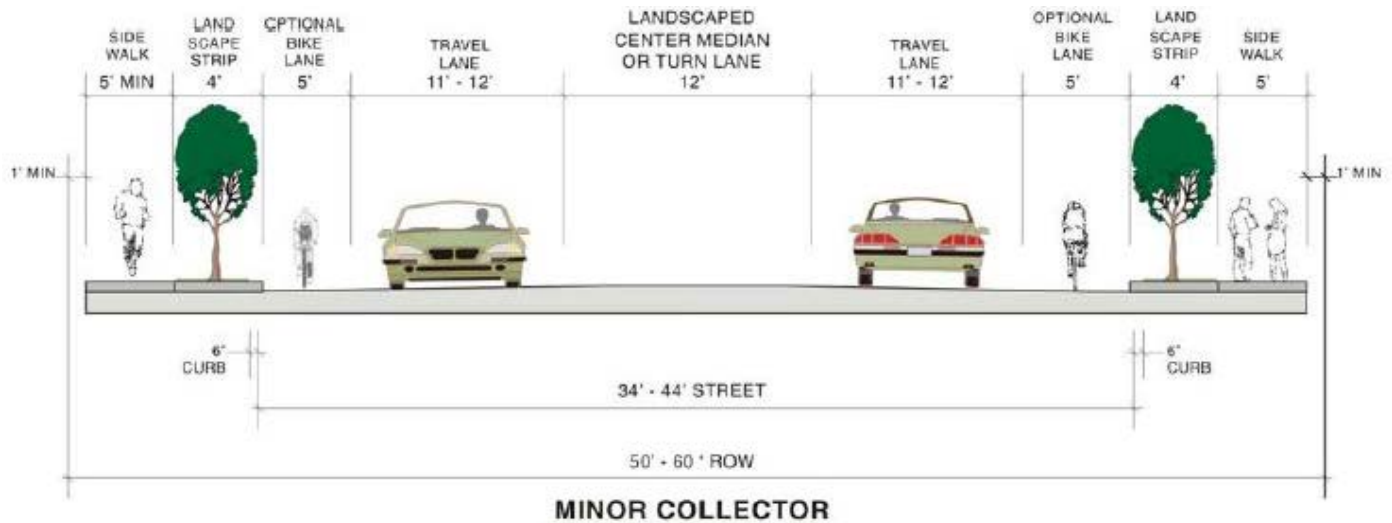 SIDE
WALK
5' MIN
LAND
SCAPE
STRIP
4'
OPTIONAL
BIKE
LANE
5'
TRAVEL
LANE
11' - 12'
LANDSCAPED
CENTER MEDIAN
OR TURN LANE
12'
TRAVEL
LANE
11' - 12'
OPTIONAL
BIKE
LANE
5'
LAND
SCAPE
STRIP
4'
SIDE
WALK
5'
1' MIN
1' MIN
6"
CURB
6"
CURB
34' - 44' STREET
50' - 60 ' ROW
MINOR COLLECTOR